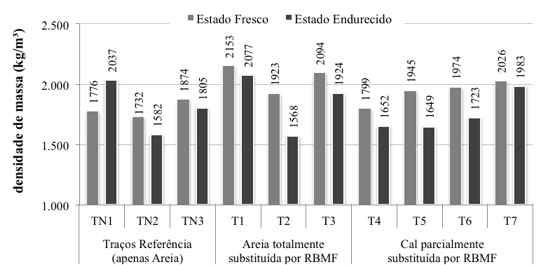 Estado Fresco Estado Endurecido
densidade de massa (kg/m³)
2.500
2.000
1.500
1.000
1776 2037 1732 1582 1874 1805 2153 2077 1923 1568 2094 1924 1799 1652 1945 1649 1974 1723 2026 1983
TN1 TN2 TN3 T1 T2 T3 T4 T5 T6 T7
Traços Referência
(apenas Areia)
Areia totalmente
substituída por RBMF
Cal parcialmente
substituída por RBMF